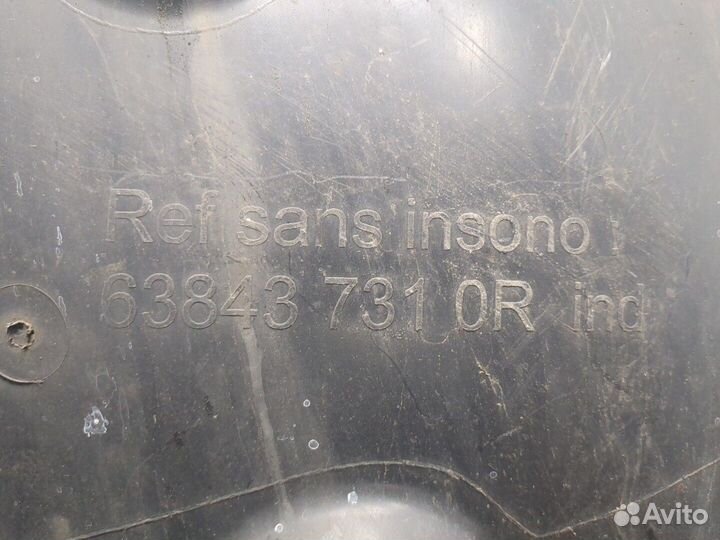 Ref sans insono
63843 731 0R ind
Avito